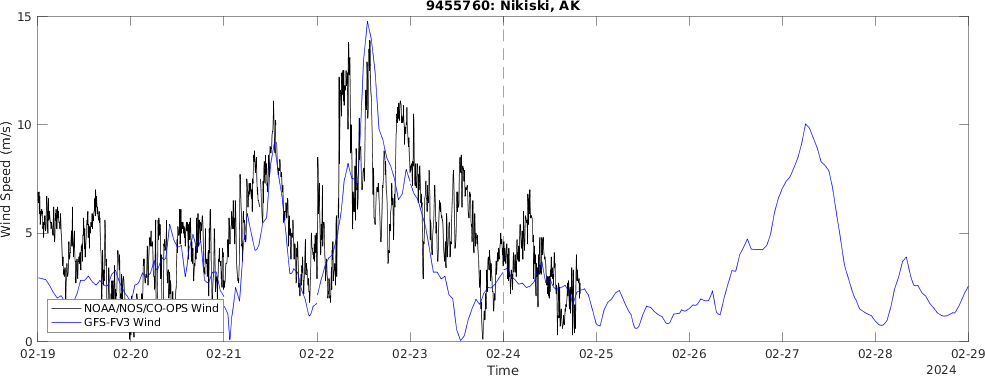 9455760: Nikiski, AK
Wind Speed (m/s)
15
10
5
0
NOAA/NOS/CO-OPS Wind
GFS-FV3 Wind
02-19 02-20 02-21 02-22 02-23 02-24 02-25 02-26 02-27 02-28 02-29
Time
2024